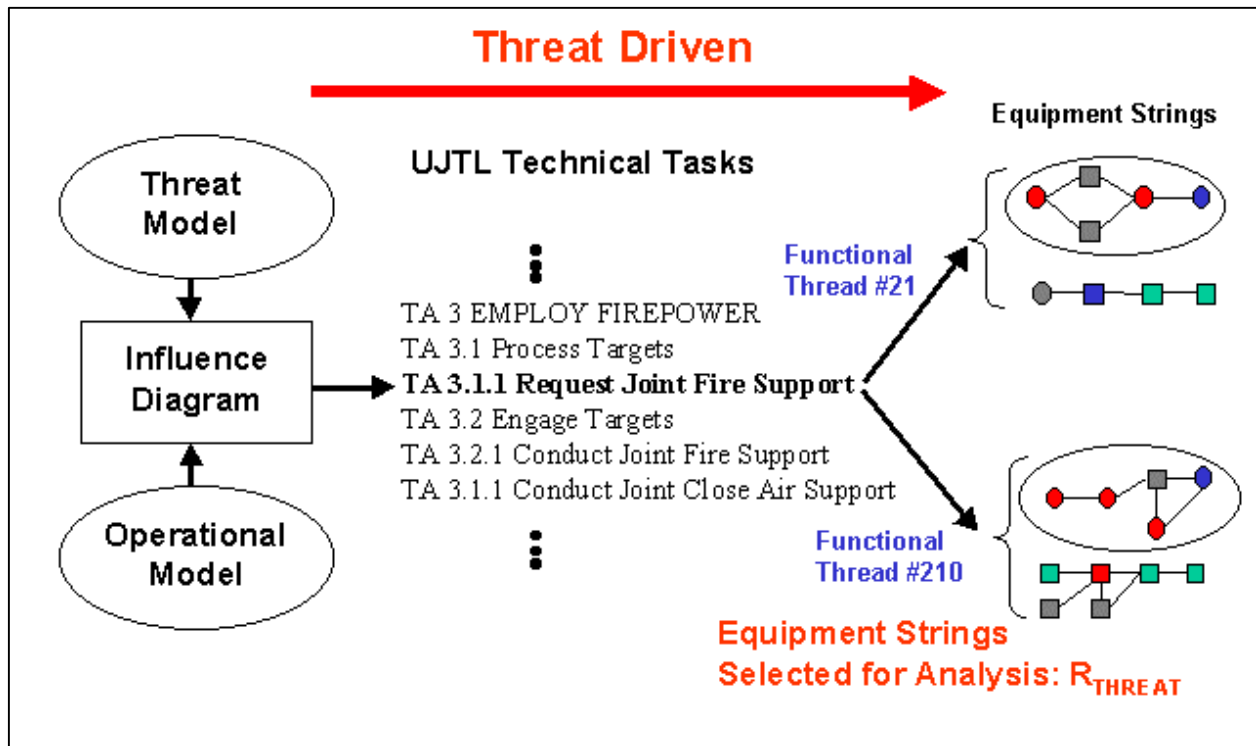 Threat Driven
Equipment Strings
UJTL Technical Tasks
Threat
Model
Influence
Diagram
Operational
Model
TA 3 EMPLOY FIREPOWER
TA 3.1 Process Targets
TA 3.1.1 Request Joint Fire Support
TA 3.2 Engage Targets
TA 3.2.1 Conduct Joint Fire Support
TA 3.1.1 Conduct Joint Close Air Support
Functional
Thread #21
Functional
Thread #210
Equipment Strings
Selected for Analysis: RTHREAT